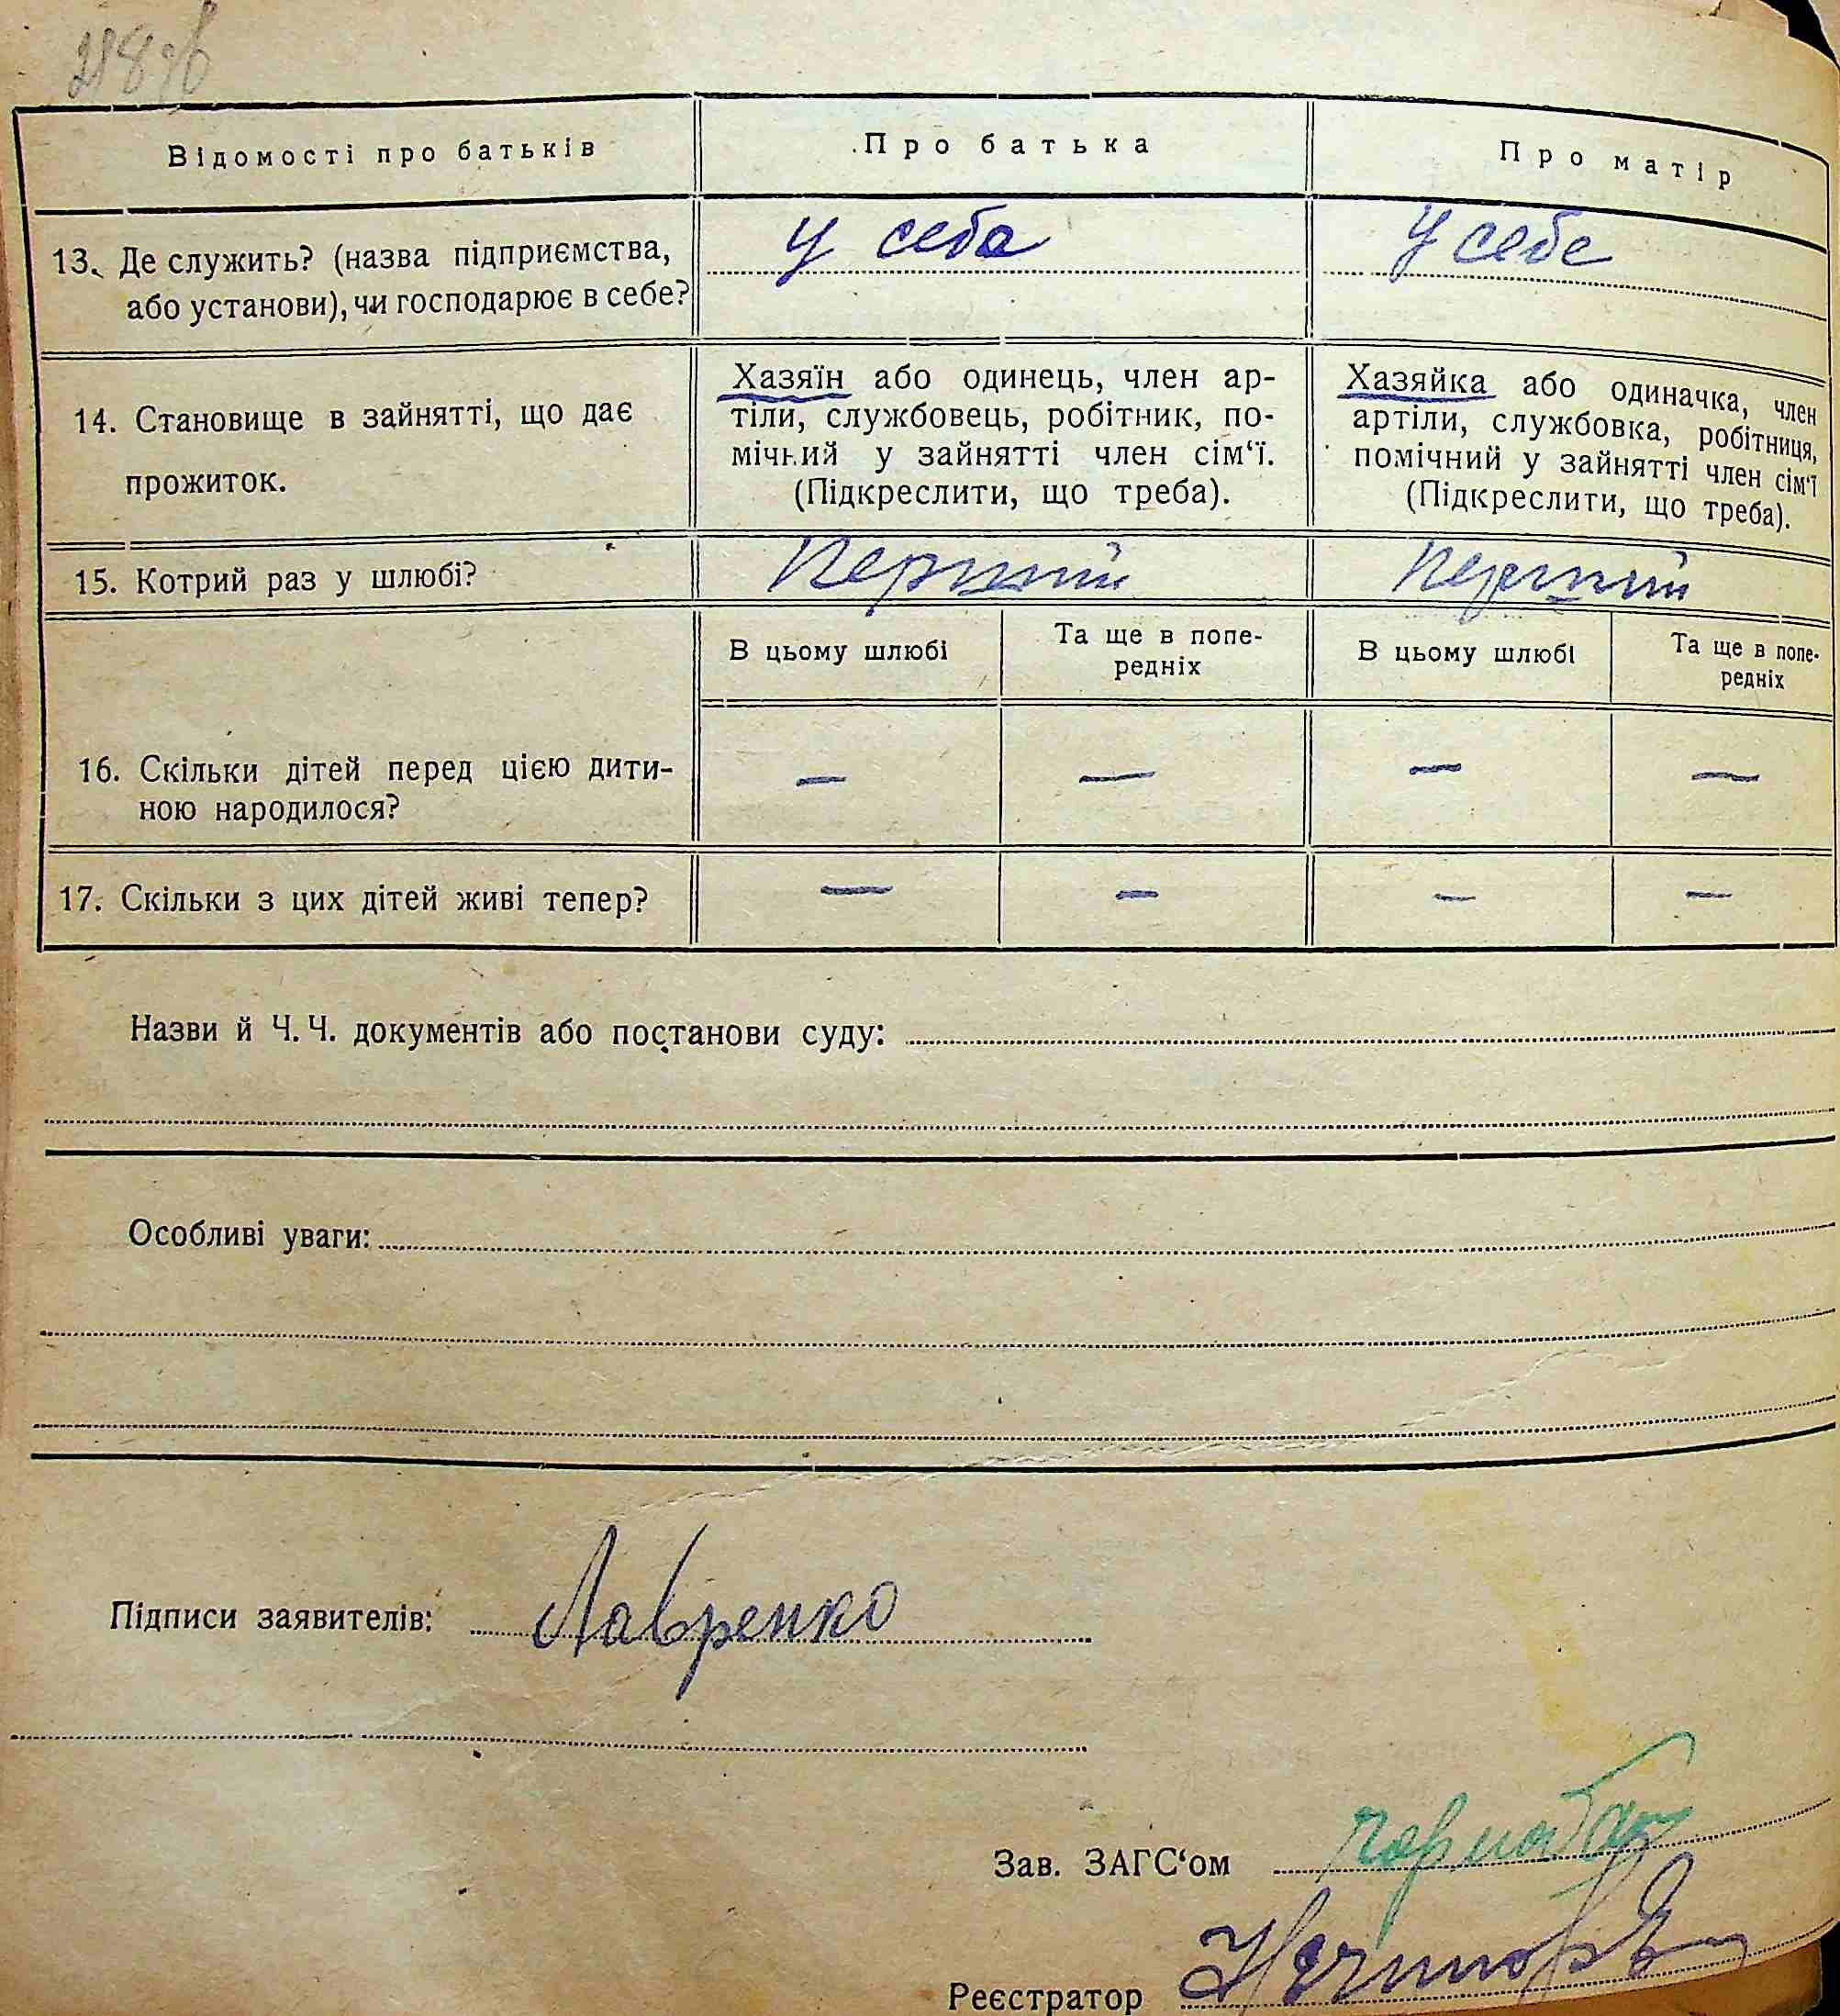 Відомості про батьків Про батька Про матір
13. Де служить? (назва підприємства, або установи), чи господарює в себе?
у себа
у себе
14. Становище в зайнятті, що дає
прожиток.
Хазяїн або одинець, член ар-
тіли, службовець, робітник, по-
мічний у зайнятті член сім‘ї.
(Підкреслити, що треба).
Хазяйка або одиначка, член
артіли, службовка, робітниця,
помічний у зайнятті член сім‘ї
(Підкреслити, що треба).
15. Котрий раз у шлюбі? Перший Перший
В цьому шлюбі
Та ще в попе-
редніх
В цьому шлюбі
Та ще в попе-
редніх
16. Скільки дітей перед цією дити-
ною народилося?
— — — —
17. Скільки з цих дітей живі тепер? — — — —
Назви й Ч. Ч. документів або постанови суду:
Особливі уваги:
Підписи заявителів: Лавренко
Зав. ЗАГС‘ом
Реєстратор